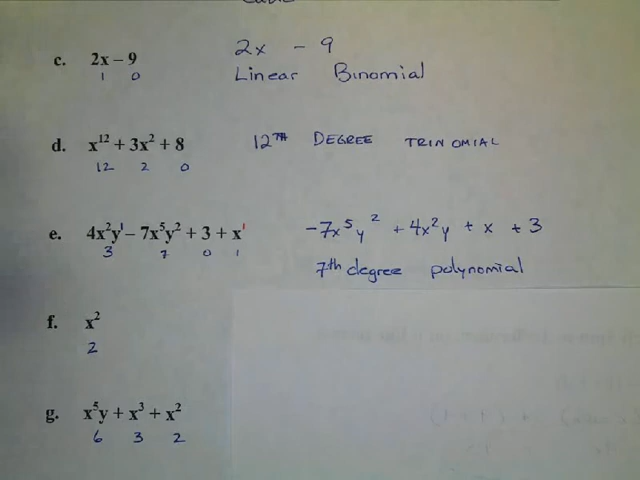 Cubic
c. 2x – 9 2x - 9
1 0 Linear Binomial
d. x¹² + 3x² + 8 12TH DEGREE TRINOMIAL
12 2 0
e. 4x²y¹ – 7x⁵y² + 3 + x¹ -7x⁵y² + 4x²y + x + 3
3 7 0 1 7th degree polynomial
f. x²
2
g. x⁵y + x³ + x²
6 3 2